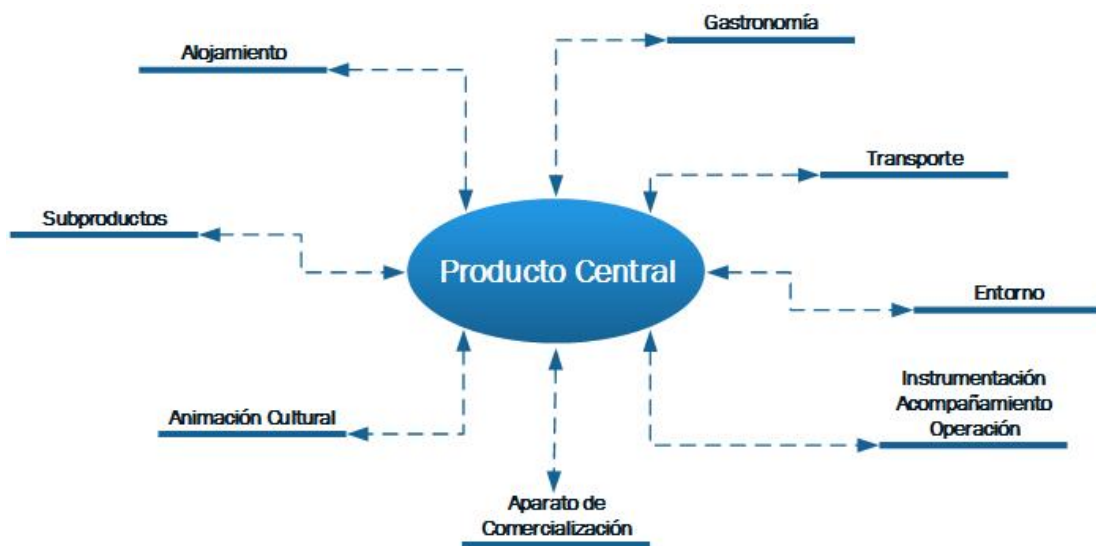 Gastronomía
Alojamiento
Transporte
Subproductos
Producto Central
Entorno
Instrumentación
Acompañamiento
Operación
Animación Cultural
Aparato de
Comercialización